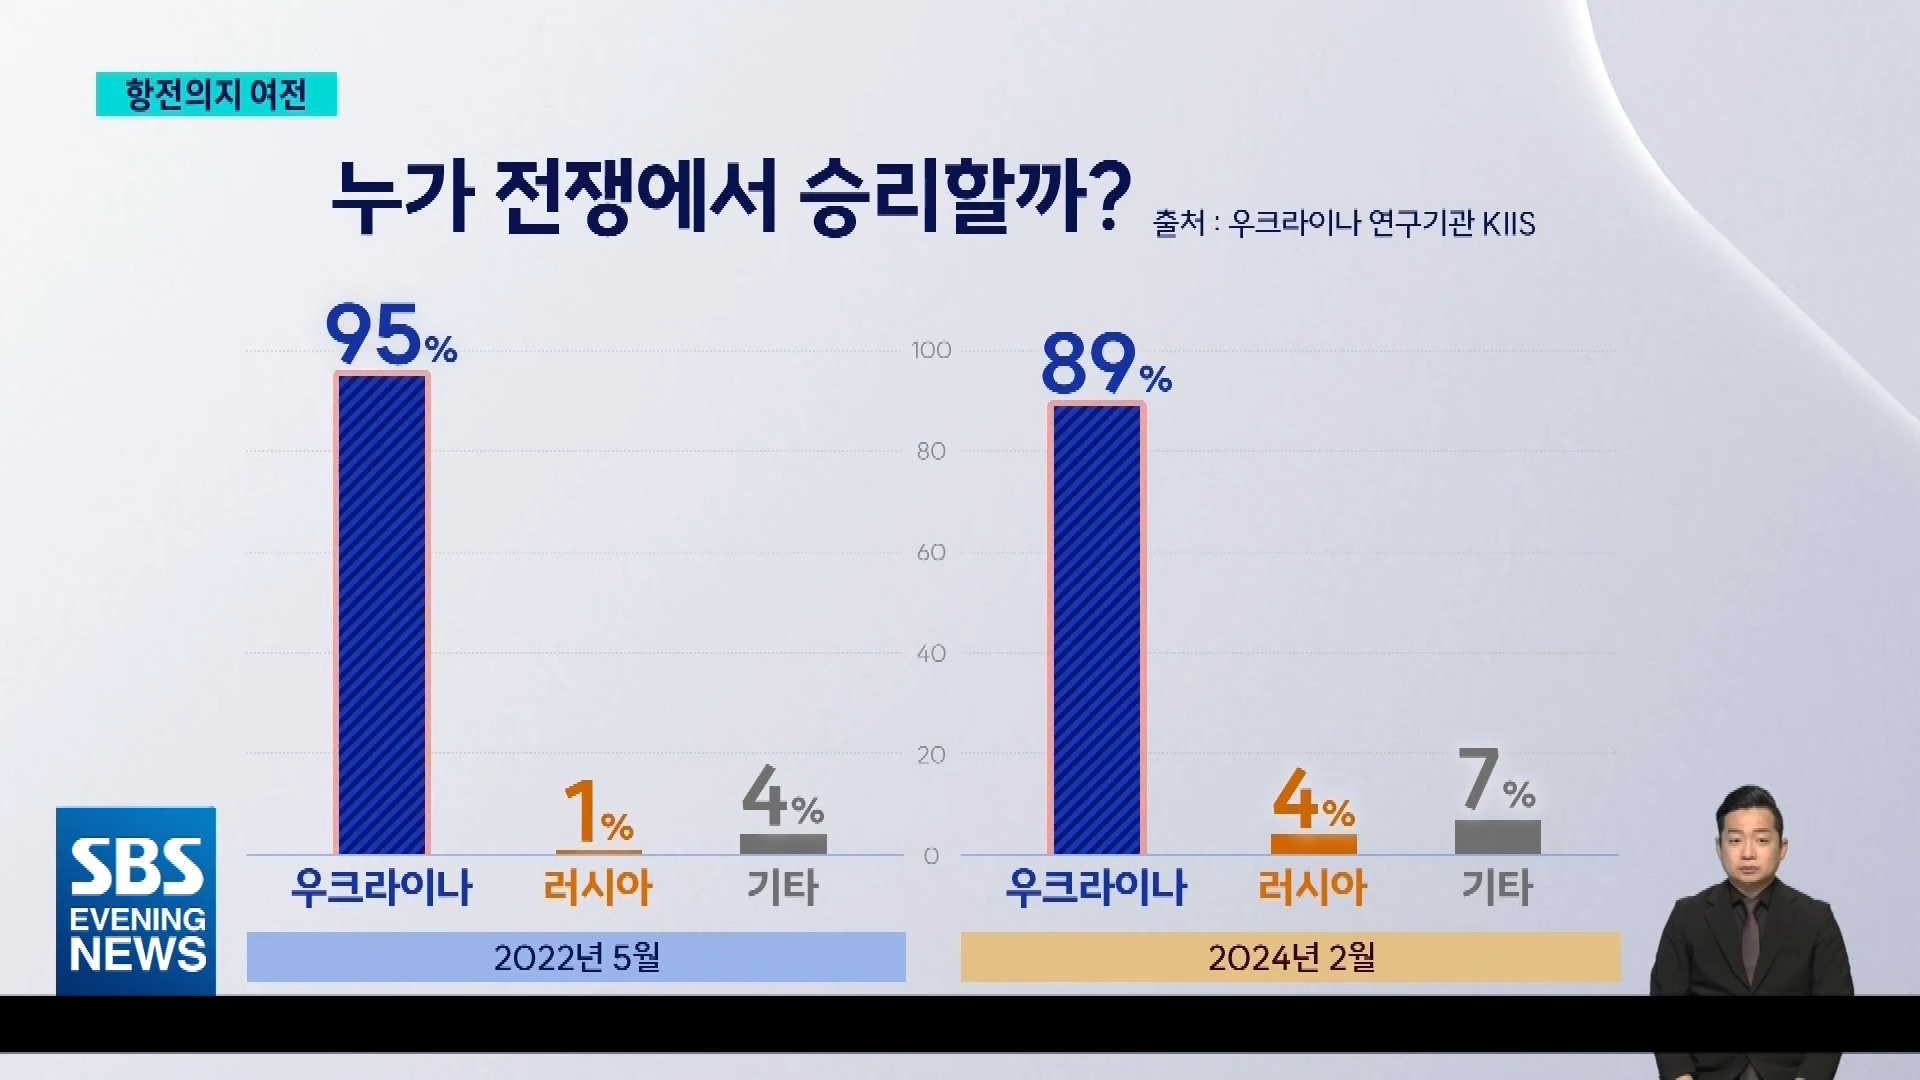 항전의지 여전
누가 전쟁에서 승리할까?
출처 : 우크라이나 연구기관 KIIS
95%
1%
4%
우크라이나
러시아
기타
2022년 5월
100
80
60
40
20
0
89%
4%
7%
우크라이나
러시아
기타
2024년 2월
SBS
EVENING
NEWS